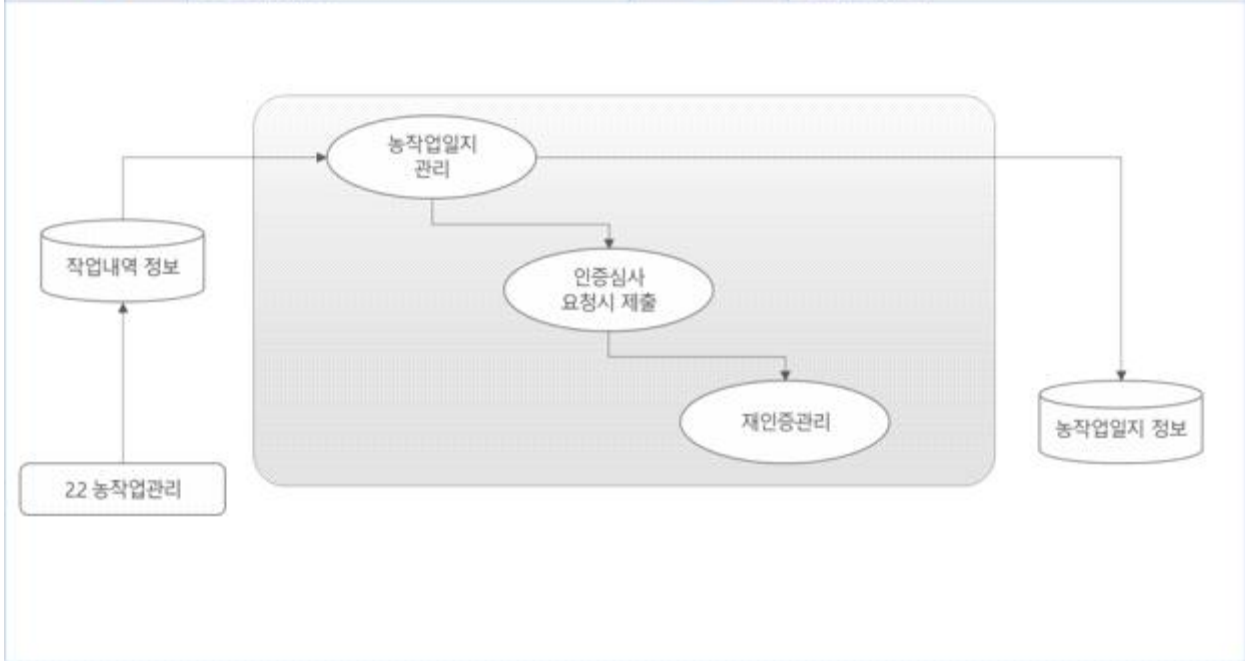 농작업일지
관리
작업내역 정보
인증심사
요청시 제출
재인증관리
농작업일지 정보
2.2 농작업관리